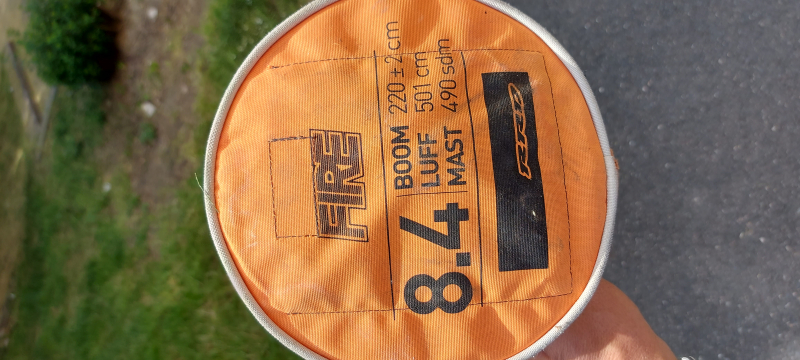 FIRE
8.4
BOOM 220 ± 2 cm
LUFF 501 cm
MAST 490 sdm
RRD